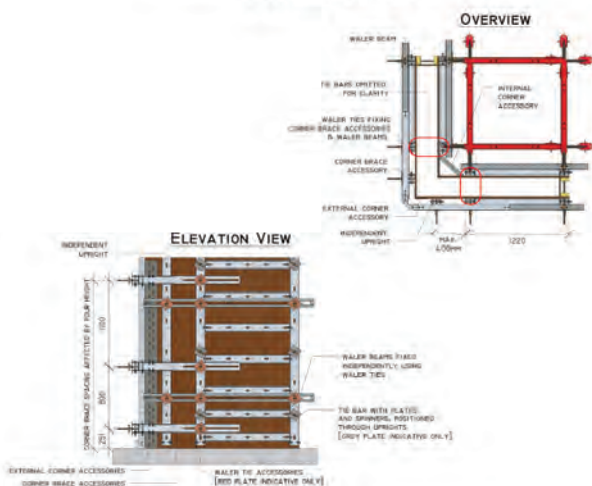 OVERVIEW
WALER BEAM
TIE BARS OMITTED
FOR CLARITY
INTERNAL
CORNER
ACCESSORY
WALER TIES FIXING
CORNER BRACE ACCESSORIES
& WALER BEAMS
CORNER BRACE
ACCESSORY
EXTERNAL CORNER
ACCESSORY
INDEPENDENT
UPRIGHT
MAX.
400MM
1220
ELEVATION VIEW
INDEPENDENT
UPRIGHT
CORNER BRACE SPACING AFFECTED BY POUR HEIGHT
251
WALER BEAMS FIXED
INDEPENDENTLY USING
WALER TIES
TIE BAR WITH PLATES
AND SPINNERS, POSITIONED
THROUGH UPRIGHTS
[GREY PLATE INDICATIVE ONLY]
EXTERNAL CORNER ACCESSORIES
CORNER BRACE ACCESSORIES
WALER TIE ACCESSORIES
[RED PLATE INDICATIVE ONLY]